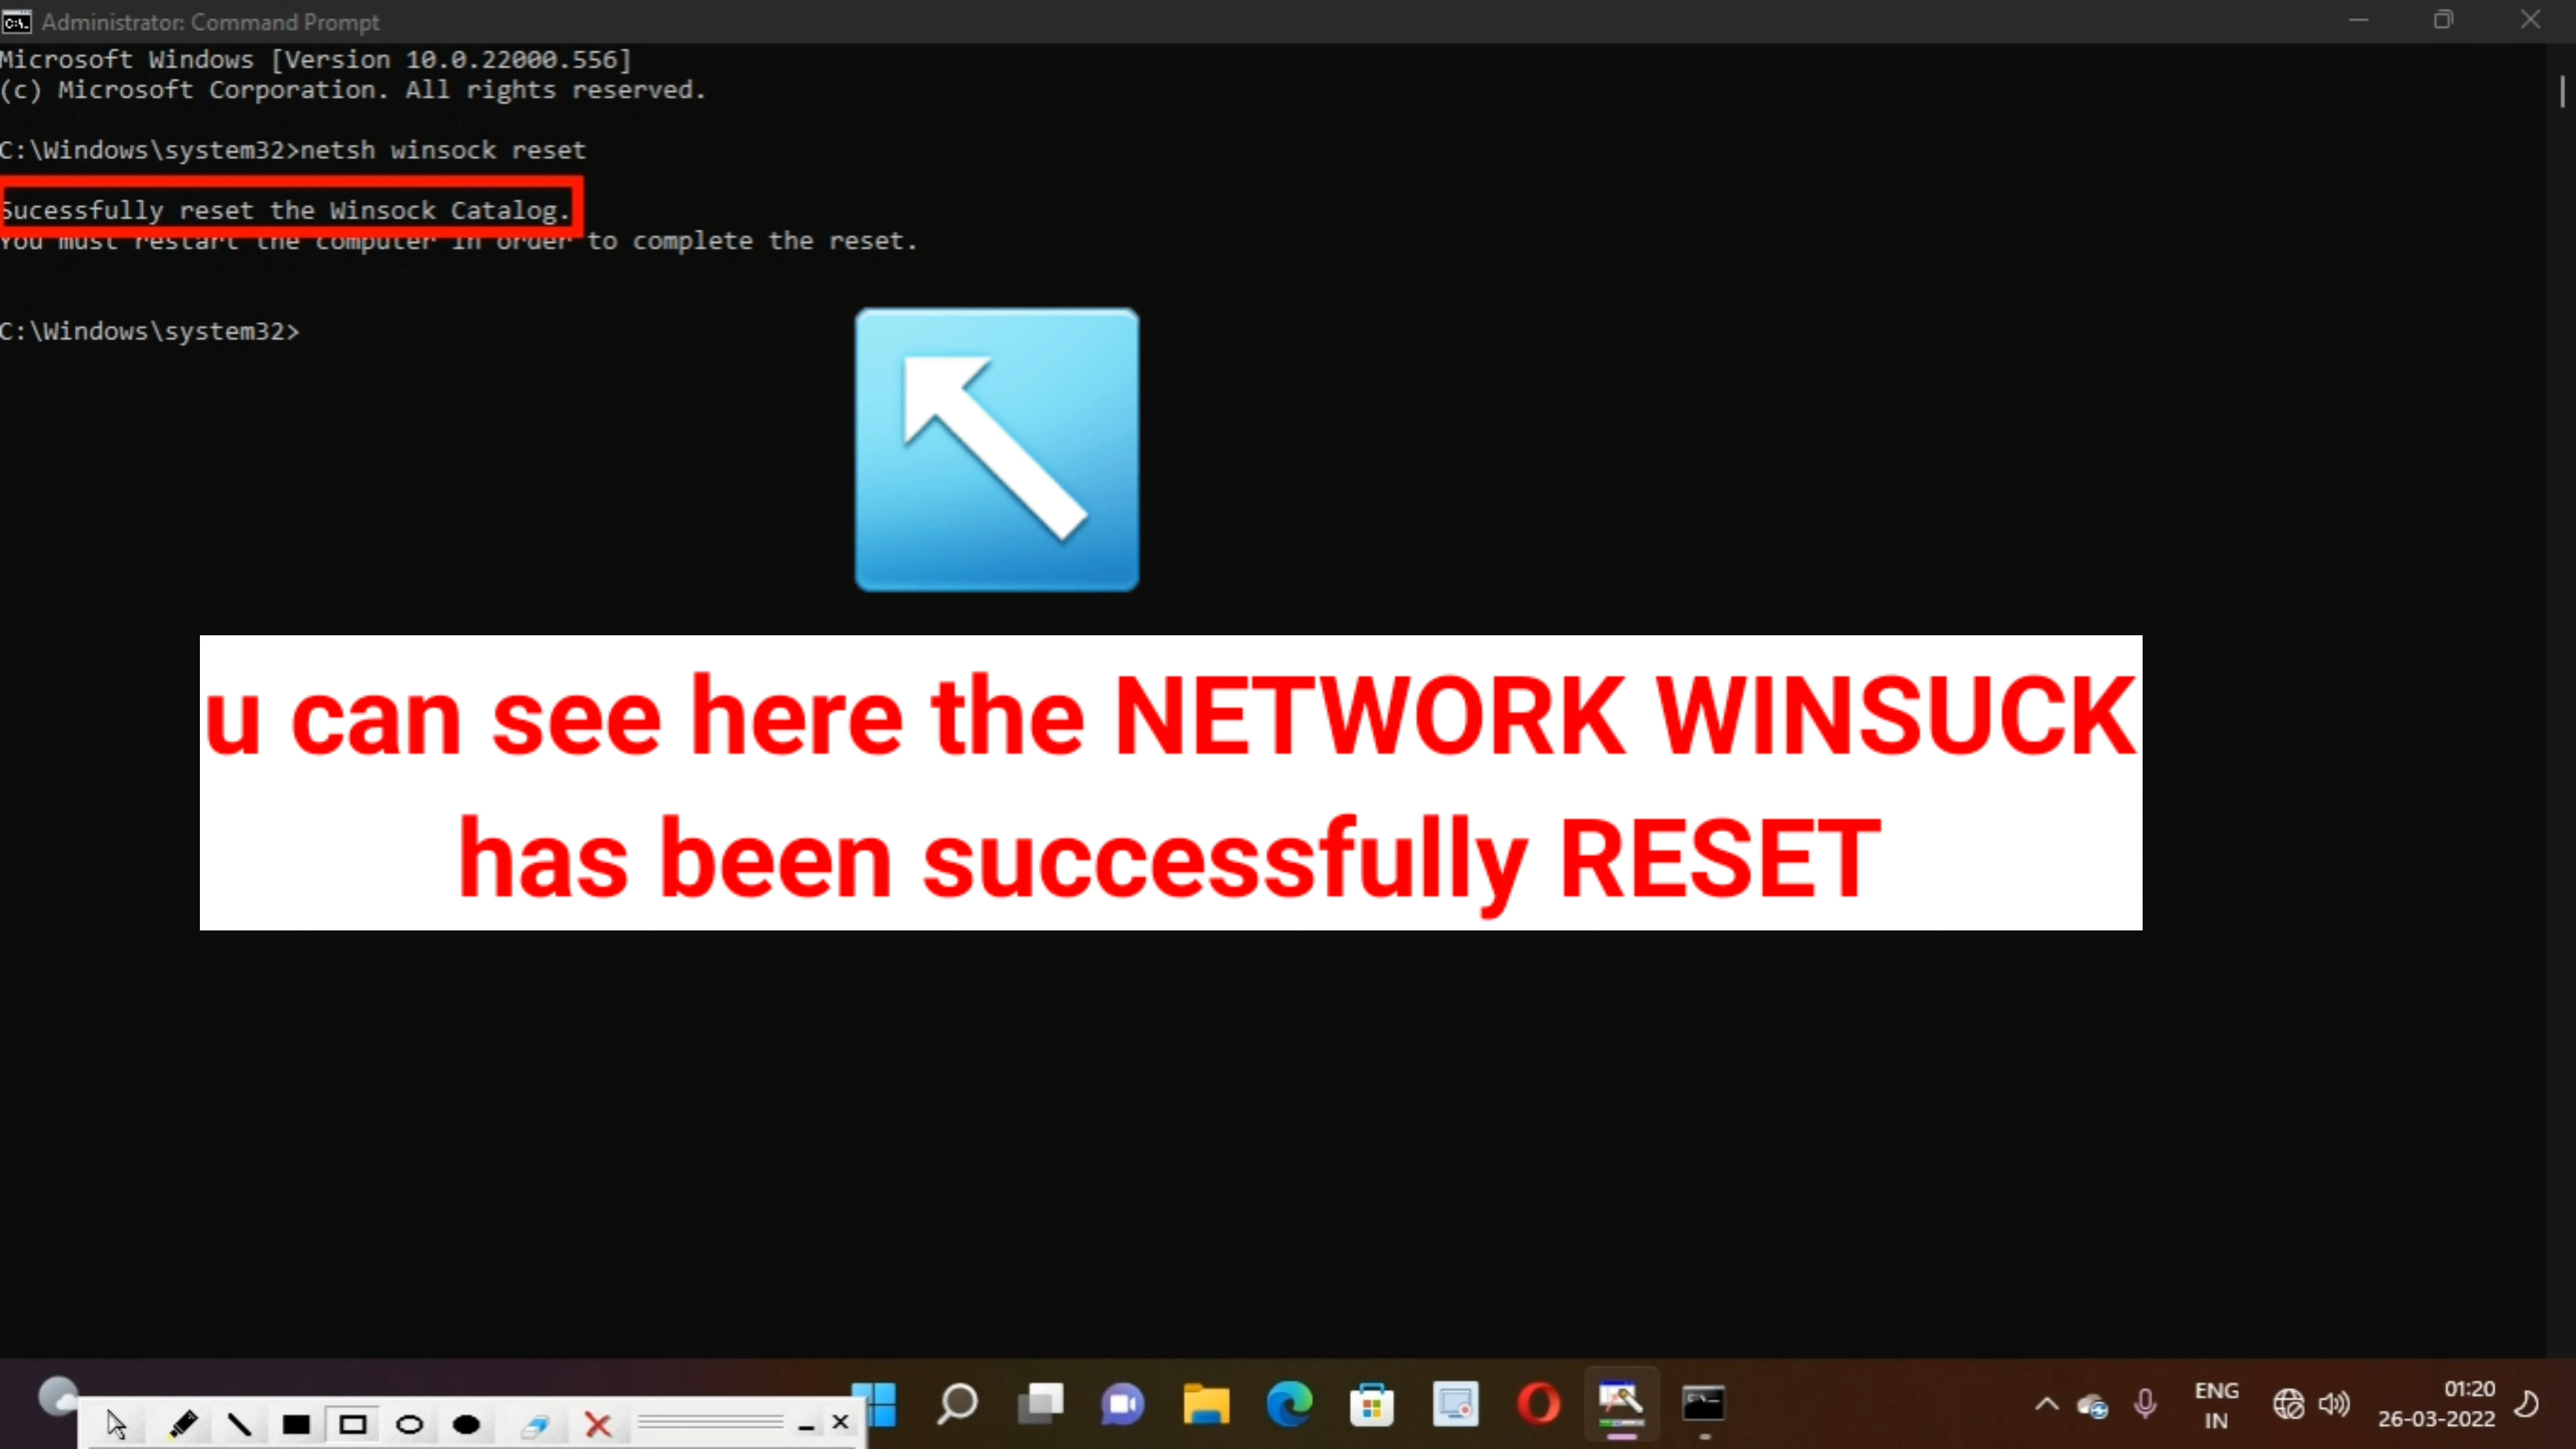 Administrator: Command Prompt
Microsoft Windows [Version 10.0.22000.556]
(c) Microsoft Corporation. All rights reserved.
C:\Windows\system32>netsh winsock reset
Sucessfully reset the Winsock Catalog.
You must restart the computer in order to complete the reset.
C:\Windows\system32>
u can see here the NETWORK WINSUCK
has been successfully RESET
ENG
IN
01:20
26-03-2022